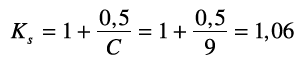 K_s = 1 + 0,5/C = 1 + 0,5/9 = 1,06